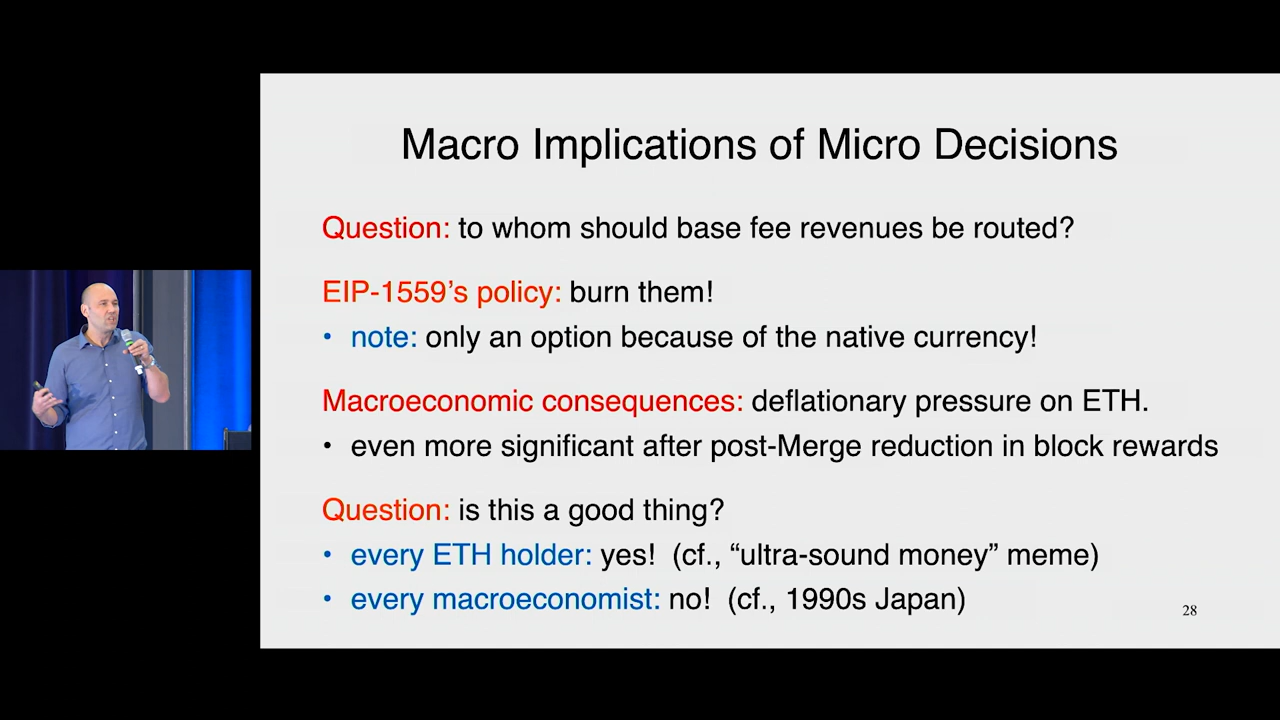 Macro Implications of Micro Decisions
Question: to whom should base fee revenues be routed?
EIP-1559’s policy: burn them!
• note: only an option because of the native currency!
Macroeconomic consequences: deflationary pressure on ETH.
• even more significant after post-Merge reduction in block rewards
Question: is this a good thing?
• every ETH holder: yes! (cf., “ultra-sound money” meme)
• every macroeconomist: no! (cf., 1990s Japan)
28